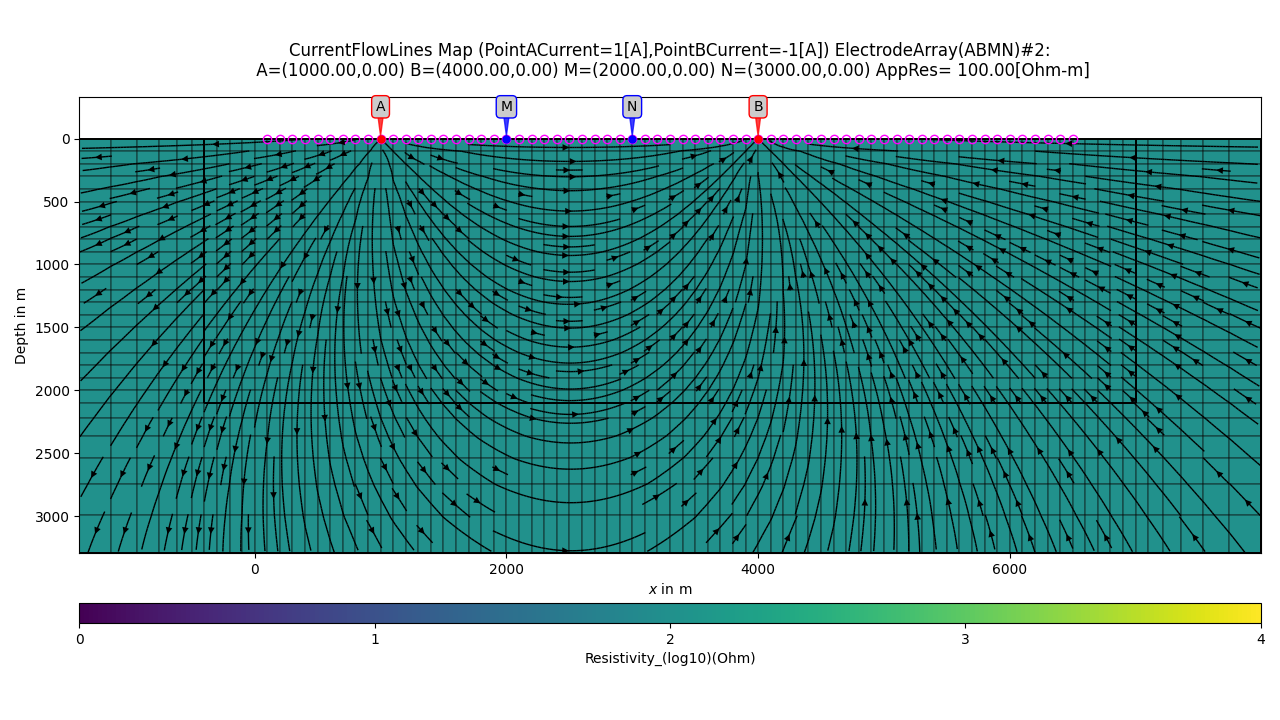 CurrentFlowLines Map (PointACurrent=1[A],PointBCurrent=-1[A]) ElectrodeArray(ABMN)#2:
A=(1000.00,0.00) B=(4000.00,0.00) M=(2000.00,0.00) N=(3000.00,0.00) AppRes= 100.00[Ohm-m]
A M N B
0
500
1000
1500
2000
2500
3000
Depth in m
0 2000 4000 6000
x in m
0 1 2 3 4
Resistivity_(log10)(Ohm)